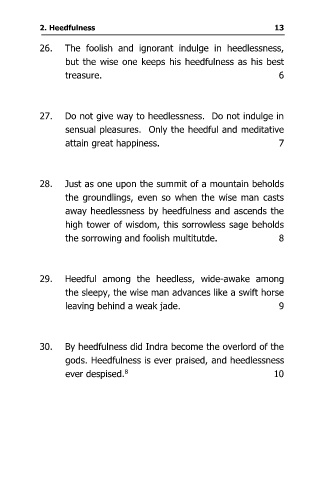 2. Heedfulness 13
26. The foolish and ignorant indulge in heedlessness,
but the wise one keeps his heedfulness as his best
treasure. 6
27. Do not give way to heedlessness. Do not indulge in
sensual pleasures. Only the heedful and meditative
attain great happiness. 7
28. Just as one upon the summit of a mountain beholds
the groundlings, even so when the wise man casts
away heedlessness by heedfulness and ascends the
high tower of wisdom, this sorrowless sage beholds
the sorrowing and foolish multitutde. 8
29. Heedful among the heedless, wide-awake among
the sleepy, the wise man advances like a swift horse
leaving behind a weak jade. 9
30. By heedfulness did Indra become the overlord of the
gods. Heedfulness is ever praised, and heedlessness
ever despised.⁸ 10